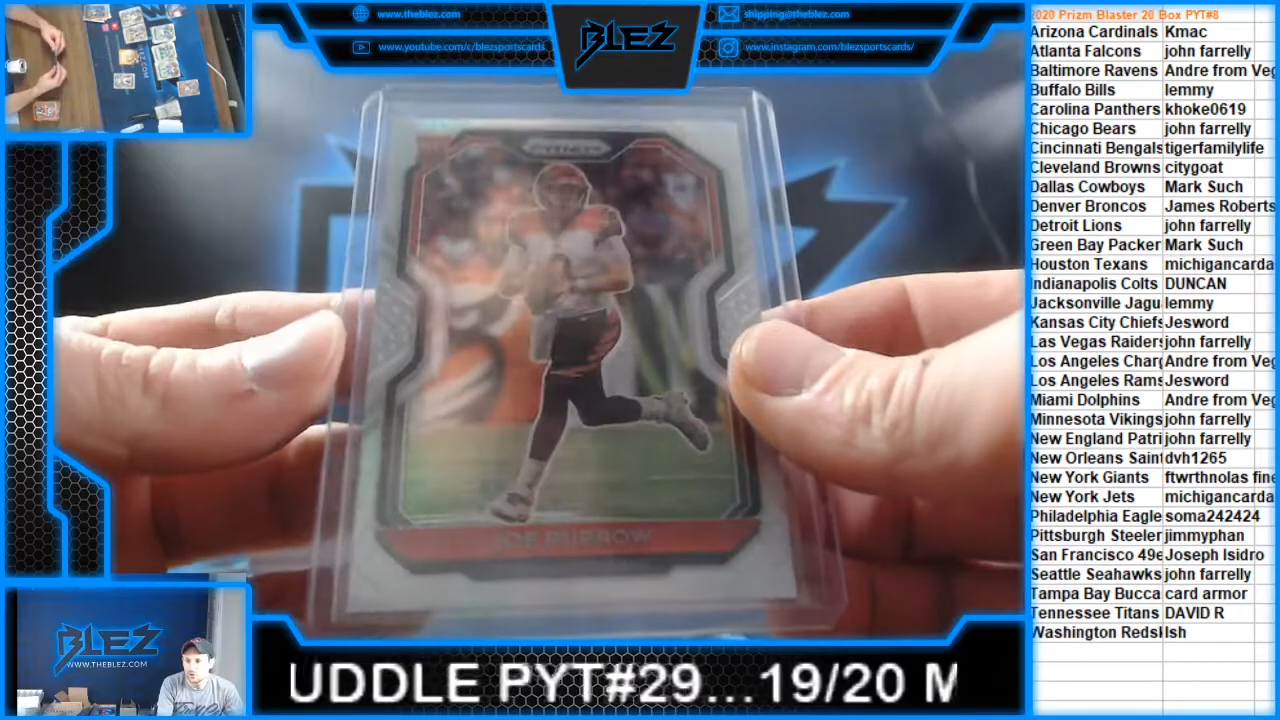 www.theblez.com
shipping@theblez.com
www.youtube.com/c/blezsportscards
www.instagram.com/blezsportscards/
BLEZ
2020 Prizm Blaster 20 Box PYT#8
Arizona Cardinals Kmac
Atlanta Falcons john farrelly
Baltimore Ravens Andre from Veg
Buffalo Bills lemmy
Carolina Panthers khoke0619
Chicago Bears john farrelly
Cincinnati Bengals tigerfamilylife
Cleveland Browns citygoat
Dallas Cowboys Mark Such
Denver Broncos James Roberts
Detroit Lions john farrelly
Green Bay Packer Mark Such
Houston Texans michigancarda
Indianapolis Colts DUNCAN
Jacksonville Jagu lemmy
Kansas City Chiefs Jesword
Las Vegas Raiders john farrelly
Los Angeles Charg Andre from Veg
Los Angeles Rams Jesword
Miami Dolphins Andre from Veg
Minnesota Vikings john farrelly
New England Patri john farrelly
New Orleans Saint dvh1265
New York Giants ftwrthnolas fine
New York Jets michigancarda
Philadelphia Eagle soma242424
Pittsburgh Steeler jimmyphan
San Francisco 49e Joseph Isidro
Seattle Seahawks john farrelly
Tampa Bay Bucca card armor
Tennessee Titans DAVID R
Washington Redsk Ish
PRIZM
JOE BURROW
BLEZ
WWW.THEBLEZ.COM
UDDLE PYT#29...19/20 M